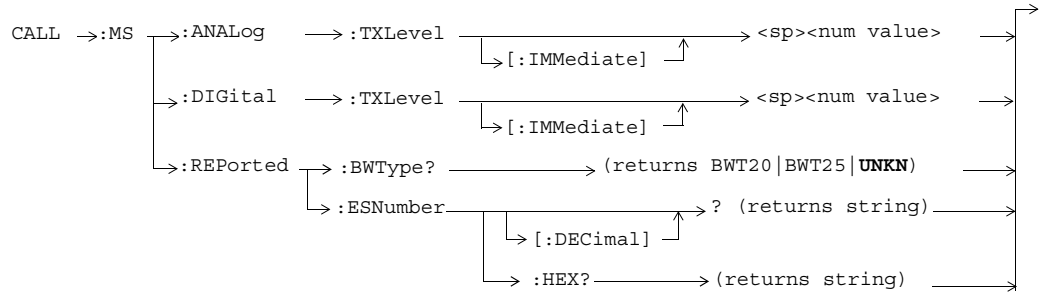 CALL :MS :ANALog :TXLevel <sp><num value>
[:IMMediate]
:DIGital :TXLevel <sp><num value>
[:IMMediate]
:REPorted :BWType? (returns BWT20|BWT25|UNKN)
:ESNumber ? (returns string)
[:DECimal]
:HEX? (returns string)